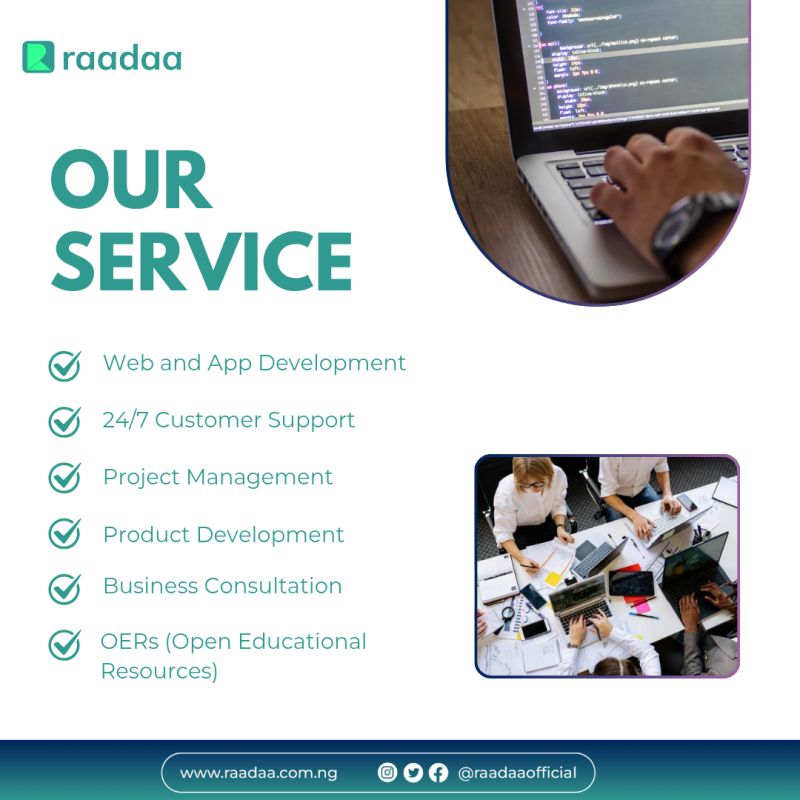 raadaa
OUR
SERVICE
Web and App Development
24/7 Customer Support
Project Management
Product Development
Business Consultation
OERs (Open Educational
Resources)
www.raadaa.com.ng
@raadaaofficial